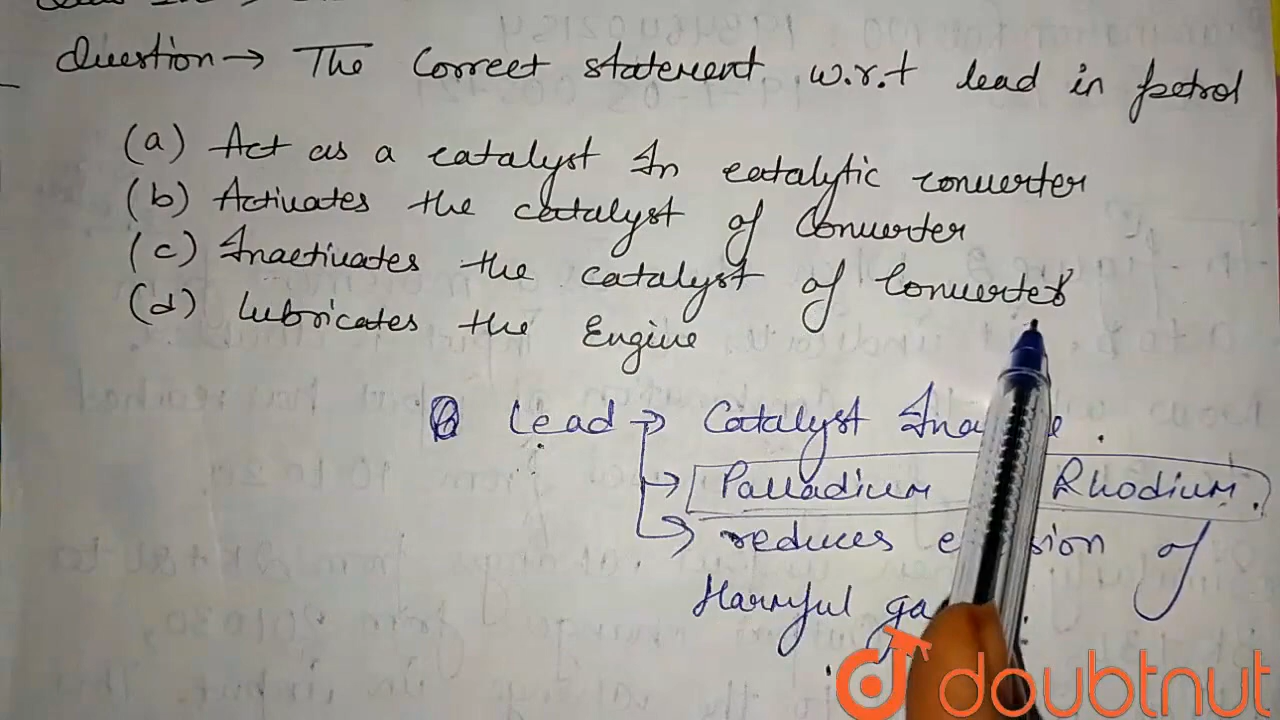 Question → The Correct statement w.r.t lead in petrol
(a) Act as a catalyst In catalytic converter
(b) Activates the catalyst of Converter
(c) Inactivates the catalyst of Converter
(d) Lubricates the Engine
Lead → Catalyst
→ Palladium Rhodium.
→ reduces of
Harmful
doubtnut